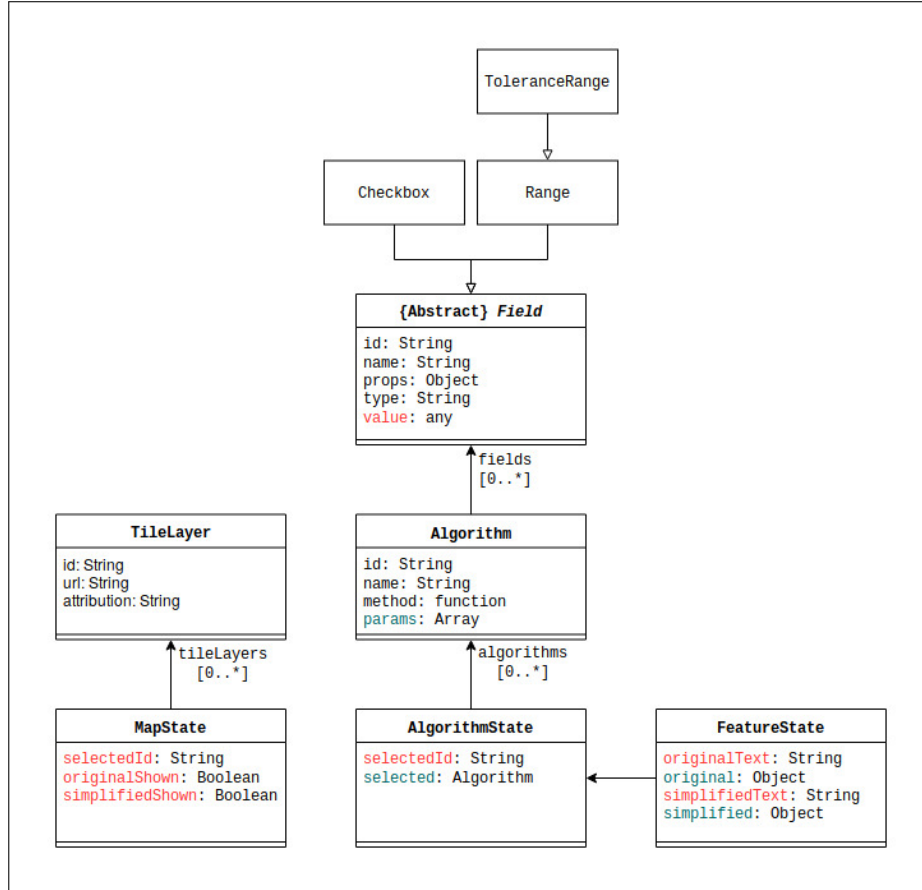 ToleranceRange
Checkbox
Range
{Abstract} Field
id: String
name: String
props: Object
type: String
value: any
fields
[0..*]
TileLayer
id: String
url: String
attribution: String
Algorithm
id: String
name: String
method: function
params: Array
tileLayers
[0..*]
algorithms
[0..*]
MapState
selectedId: String
originalShown: Boolean
simplifiedShown: Boolean
AlgorithmState
selectedId: String
selected: Algorithm
FeatureState
originalText: String
original: Object
simplifiedText: String
simplified: Object